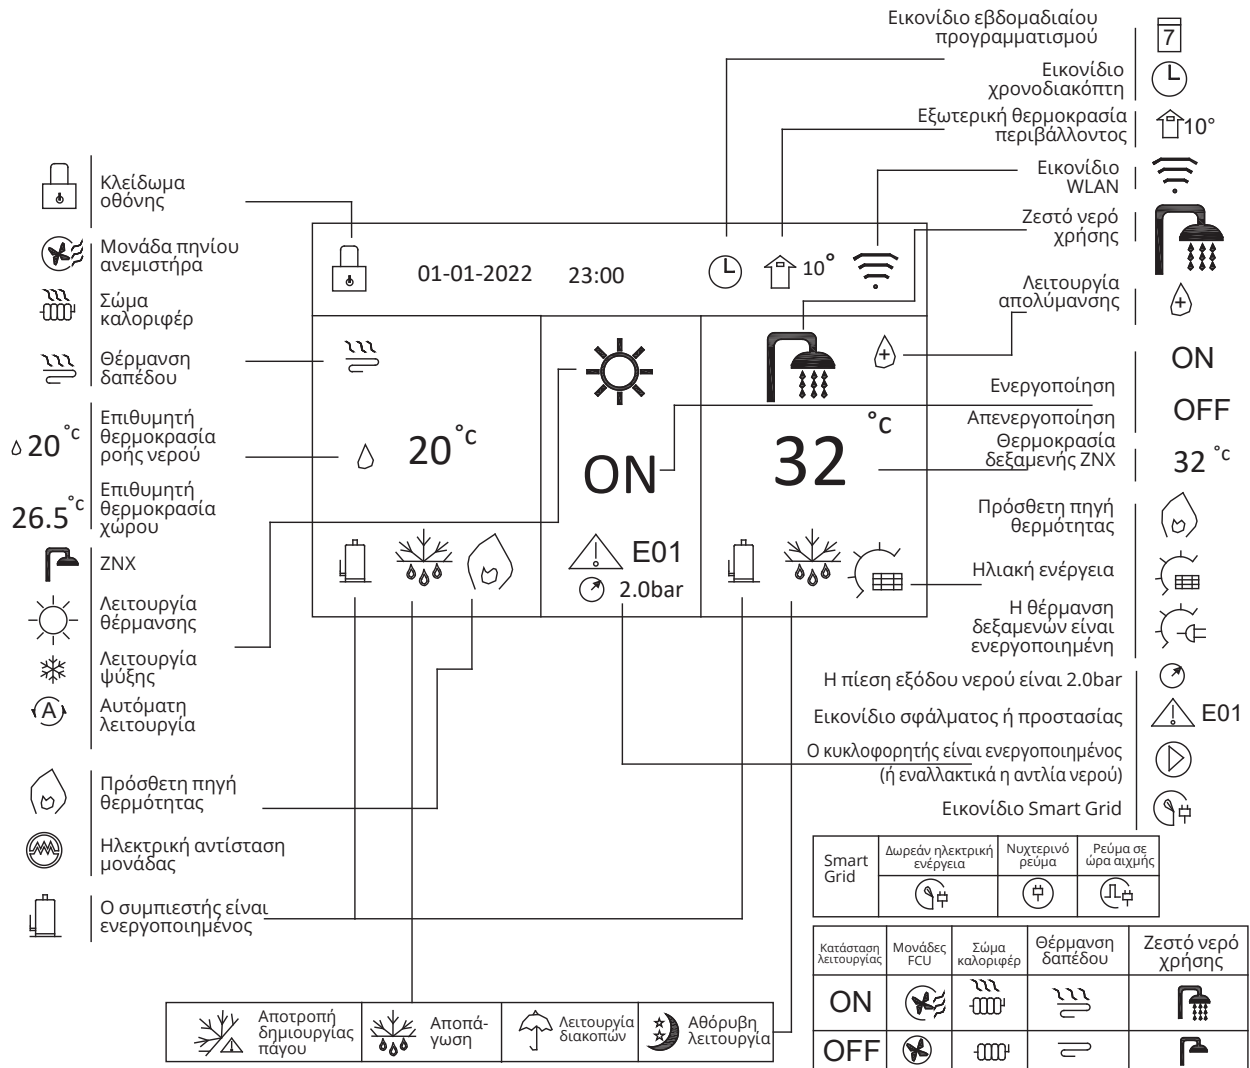 Εικονίδιο εβδομαδιαίου
προγραμματισμού
7
Εικονίδιο
χρονοδιακόπτη
Εξωτερική θερμοκρασία
περιβάλλοντος
10°
Εικονίδιο
WLAN
Ζεστό νερό
χρήσης
Λειτουργία
απολύμανσης
Ενεργοποίηση
ON
Απενεργοποίηση
OFF
Θερμοκρασία
δεξαμενής ΖΝΧ
32 °c
Πρόσθετη πηγή
θερμότητας
Ηλιακή ενέργεια
Η θέρμανση
δεξαμενών είναι
ενεργοποιημένη
Η πίεση εξόδου νερού είναι 2.0bar
Εικονίδιο σφάλματος ή προστασίας
E01
Ο κυκλοφορητής είναι ενεργοποιημένος
(ή εναλλακτικά η αντλία νερού)
Εικονίδιο Smart Grid
Κλείδωμα
οθόνης
Μονάδα πηνίου
ανεμιστήρα
Σώμα
καλοριφέρ
Θέρμανση
δαπέδου
20 °c
Επιθυμητή
θερμοκρασία
ροής νερού
26.5 °c
Επιθυμητή
θερμοκρασία
χώρου
ΖΝΧ
Λειτουργία
θέρμανσης
Λειτουργία
ψύξης
A
Αυτόματη
λειτουργία
Πρόσθετη πηγή
θερμότητας
Ηλεκτρική αντίσταση
μονάδας
Ο συμπιεστής είναι
ενεργοποιημένος
01-01-2022 23:00 10°
20 °c
ON
E01
2.0bar
32 °c
Smart
Grid
Δωρεάν ηλεκτρική
ενέργεια
Νυχτερινό
ρεύμα
Ρεύμα σε
ώρα αιχμής
Κατάσταση
λειτουργίας
Μονάδες
FCU
Σώμα
καλοριφέρ
Θέρμανση
δαπέδου
Ζεστό νερό
χρήσης
ON
OFF
Αποτροπή
δημιουργίας
πάγου
Αποπά-
γωση
Λειτουργία
διακοπών
Αθόρυβη
λειτουργία